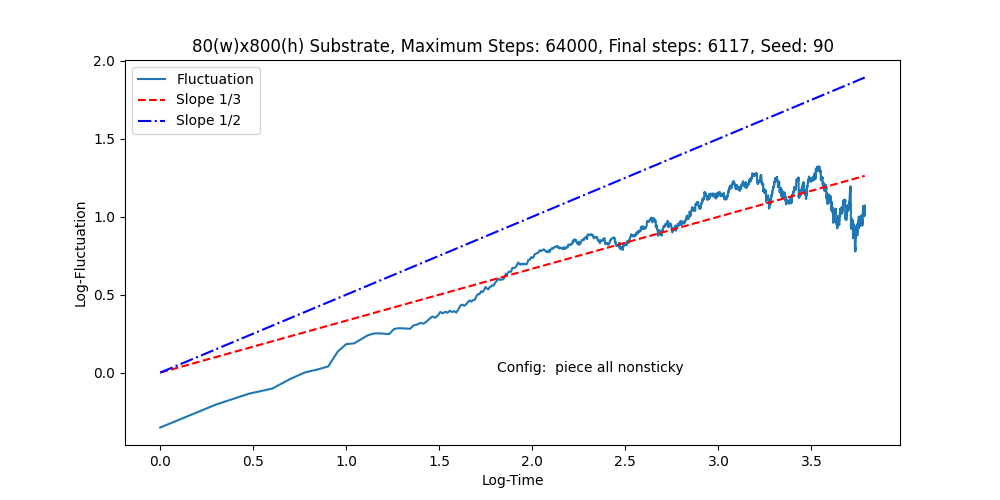 80(w)x800(h) Substrate, Maximum Steps: 64000, Final steps: 6117, Seed: 90
Fluctuation
Slope 1/3
Slope 1/2
2.0
1.5
1.0
0.5
0.0
Log-Fluctuation
Config:  piece all nonsticky
0.0 0.5 1.0 1.5 2.0 2.5 3.0 3.5
Log-Time